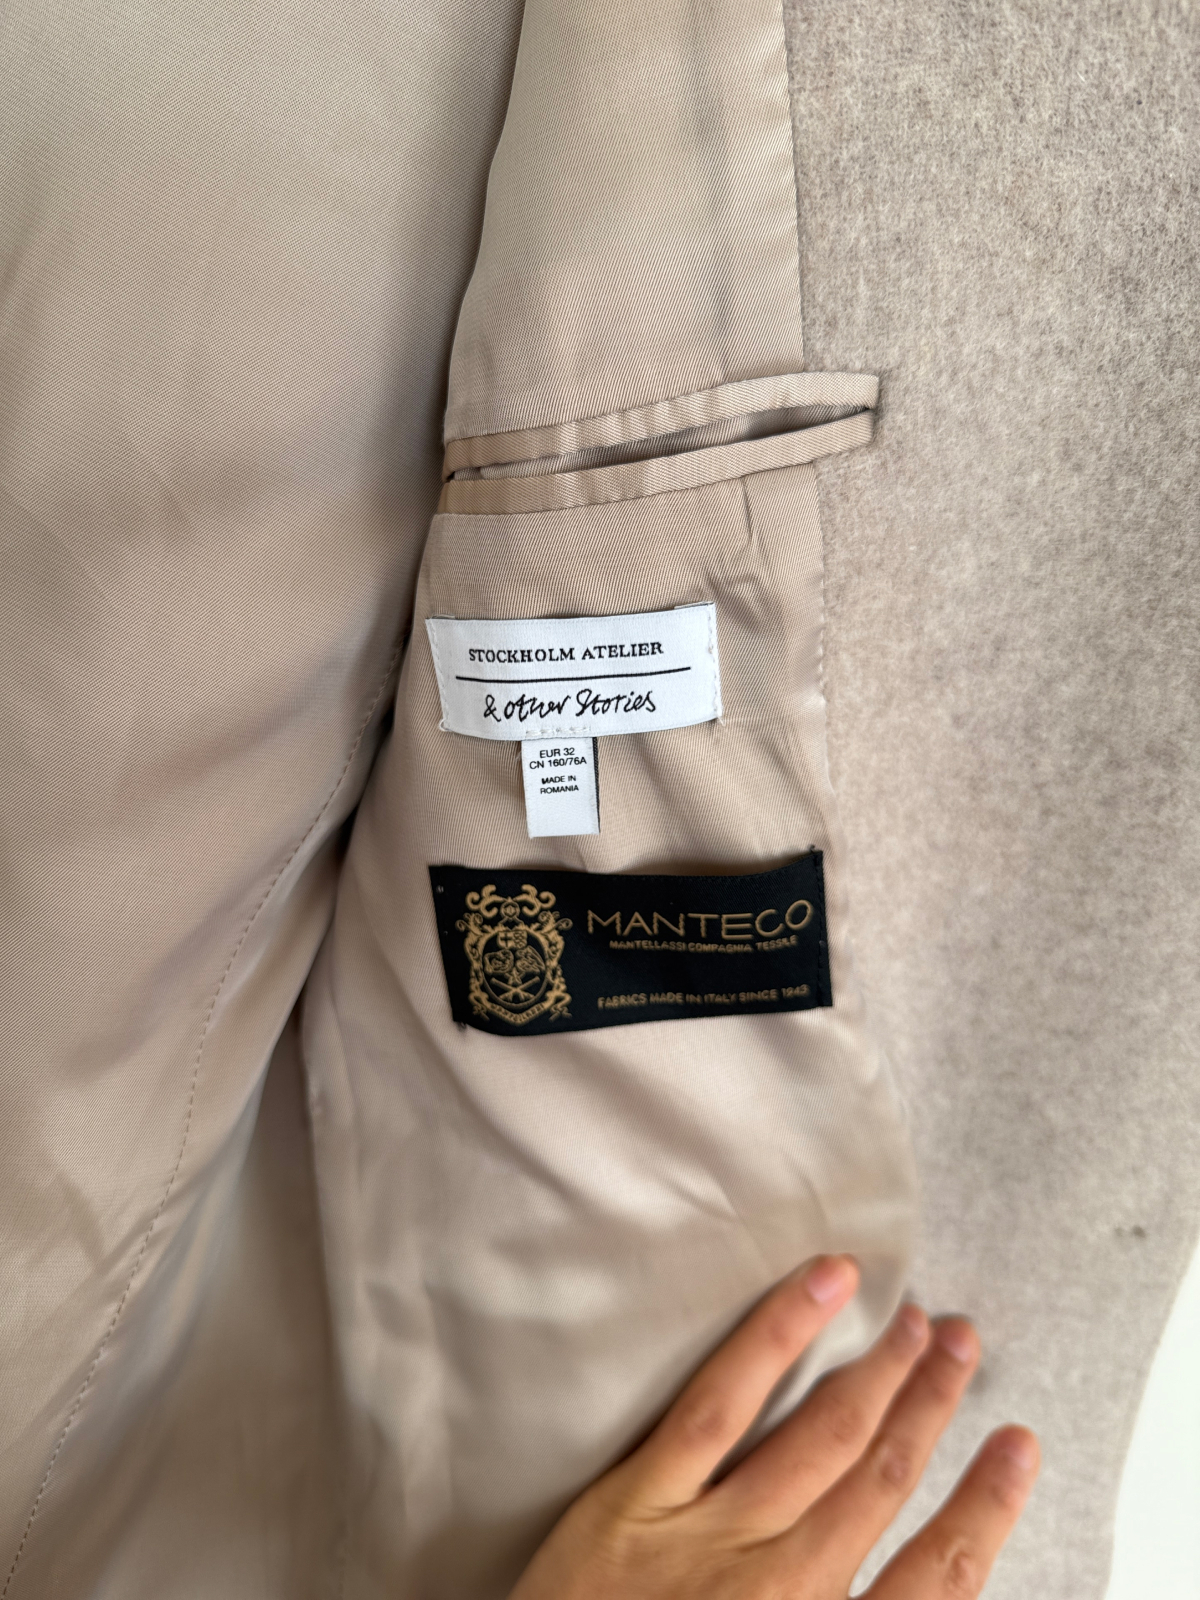 STOCKHOLM ATELIER
& other Stories
EUR 32
CN 160/76A
MADE IN
ROMANIA
MANTECO
MANTELLASSI COMPAGNIA TESSILE
FABRICS MADE IN ITALY SINCE 1943